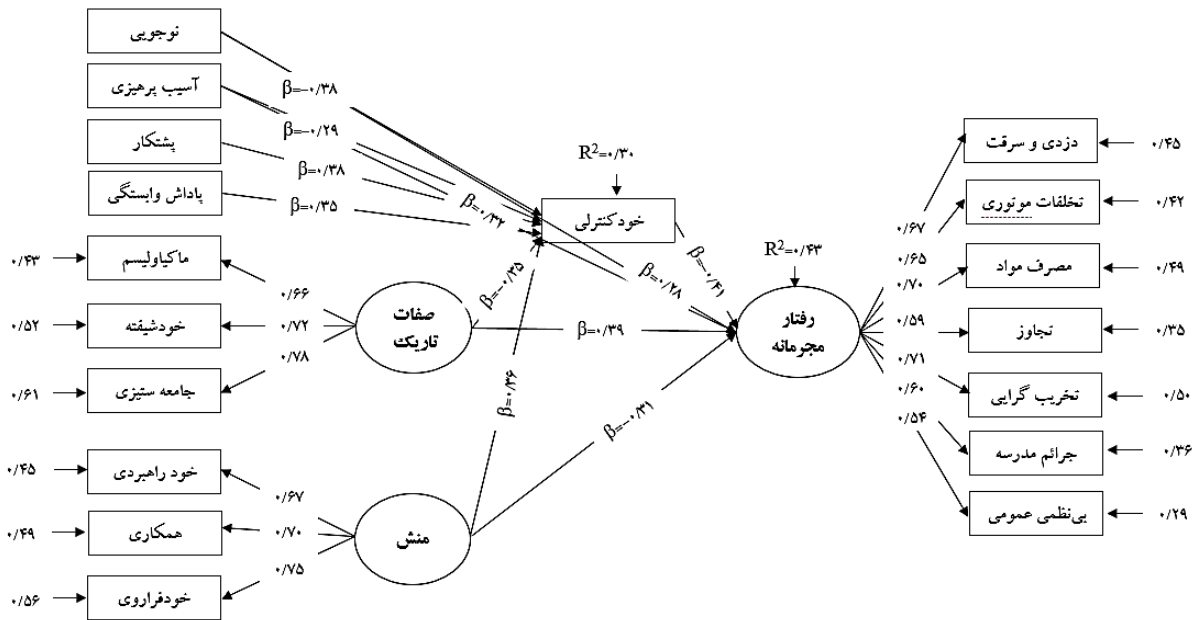 نوجویی
آسیب پرهیزی
پشتکار
پاداش وابستگی
β=-۰/۳۸
β=-۰/۲۹
β=۰/۳۸
β=۰/۳۵
β=۰/۳۲
R²=۰/۳۰
خودکنترلی
β=-۰/۴۱
β=۰/۲۸
R²=۰/۴۳
۰/۴۳
ماکیاولیسم
۰/۶۶
۰/۵۲
خودشیفته
۰/۷۲
۰/۶۱
جامعه ستیزی
۰/۷۸
صفات
تاریک
β=-۰/۳۵
β=۰/۳۹
β=۰/۳۶
β=-۰/۳۱
رفتار
مجرمانه
۰/۴۵
خود راهبردی
۰/۶۷
۰/۴۹
همکاری
۰/۷۰
۰/۵۶
خودفراروی
۰/۷۵
منش
۰/۶۷
دزدی و سرقت
۰/۴۵
۰/۶۵
تخلفات موتوری
۰/۴۲
۰/۷۰
مصرف مواد
۰/۴۹
۰/۵۹
تجاوز
۰/۳۵
۰/۷۱
تخریب گرایی
۰/۵۰
۰/۶۰
جرائم مدرسه
۰/۳۶
۰/۵۴
بی‌نظمی عمومی
۰/۲۹